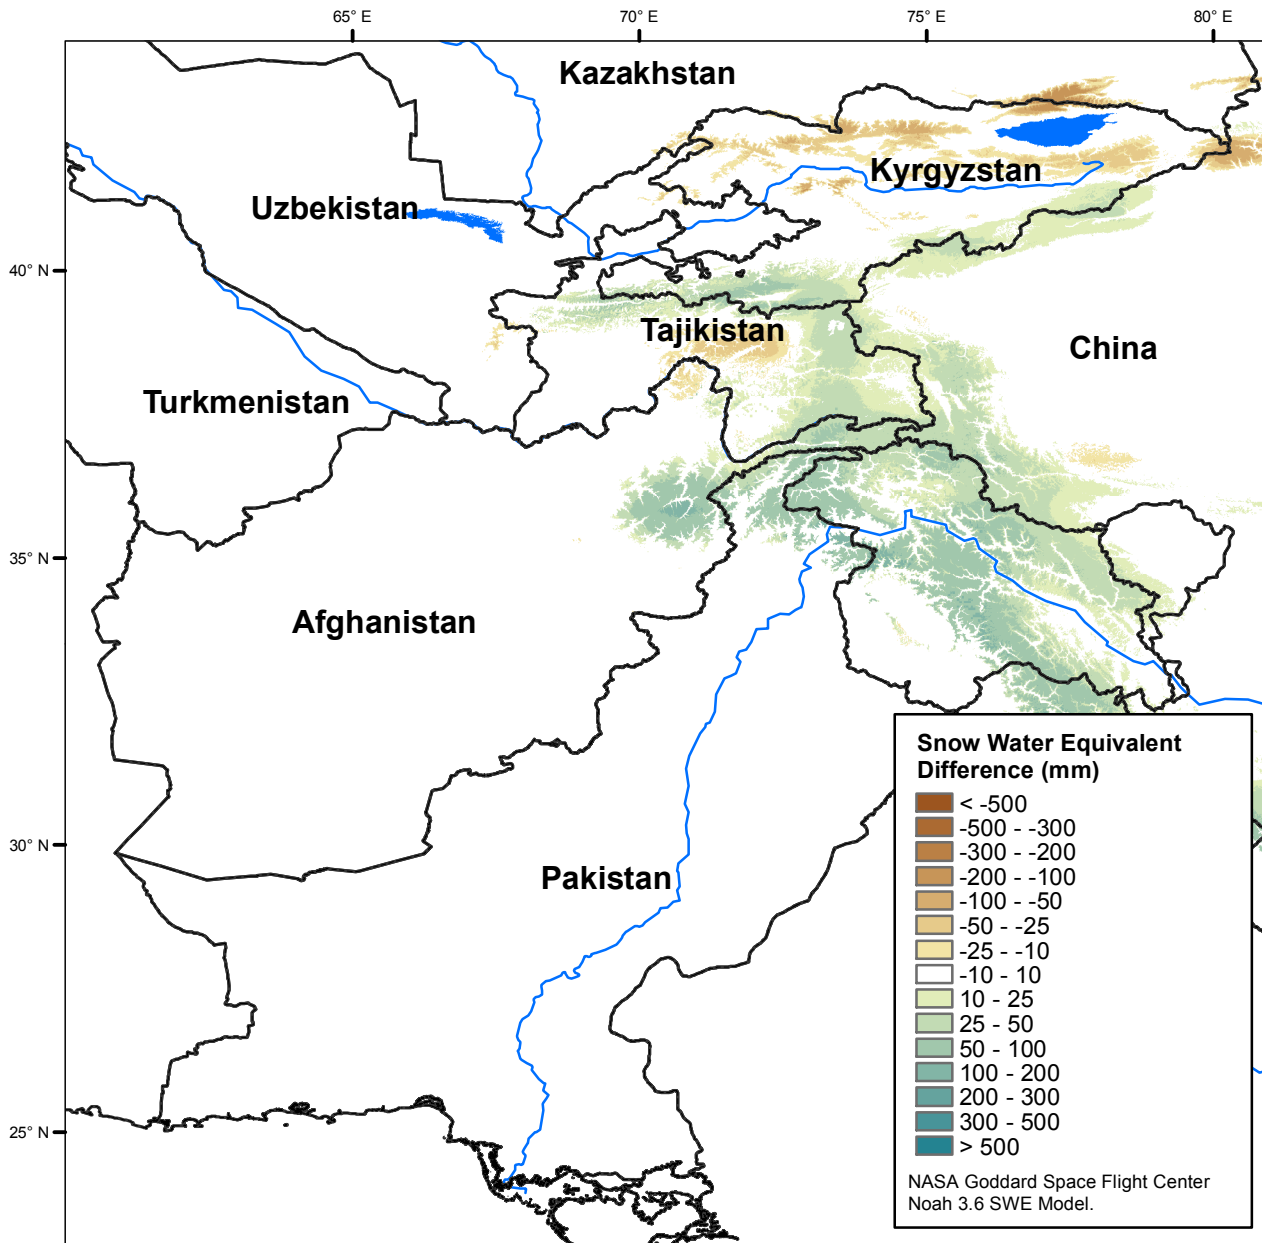 65° E
70° E
75° E
80° E
Kazakhstan
Kyrgyzstan
Uzbekistan
40° N
Tajikistan
China
Turkmenistan
35° N
Afghanistan
Snow Water Equivalent
Difference (mm)
< -500
-500 - -300
30° N
-300 - -200
-200 - -100
Pakistan
-100 - -50
-50 - -25
-25 - -10
-10 - 10
10 - 25
25 - 50
50 - 100
100 - 200
200 - 300
300 - 500
25° N
> 500
NASA Goddard Space Flight Center
Noah 3.6 SWE Model.